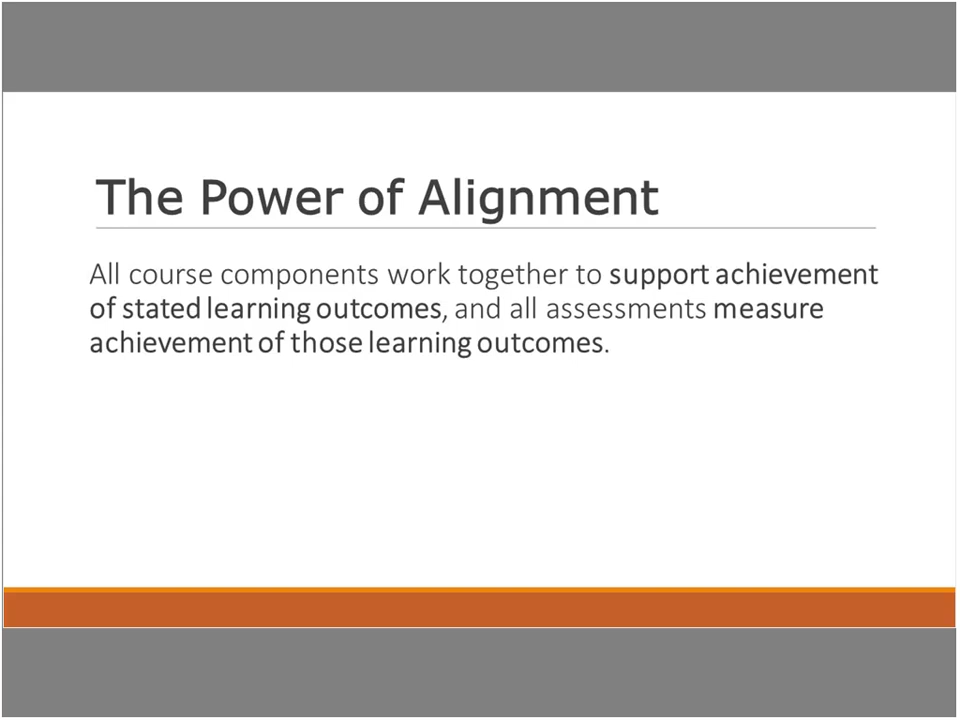 The Power of Alignment
All course components work together to support achievement
of stated learning outcomes, and all assessments measure
achievement of those learning outcomes.